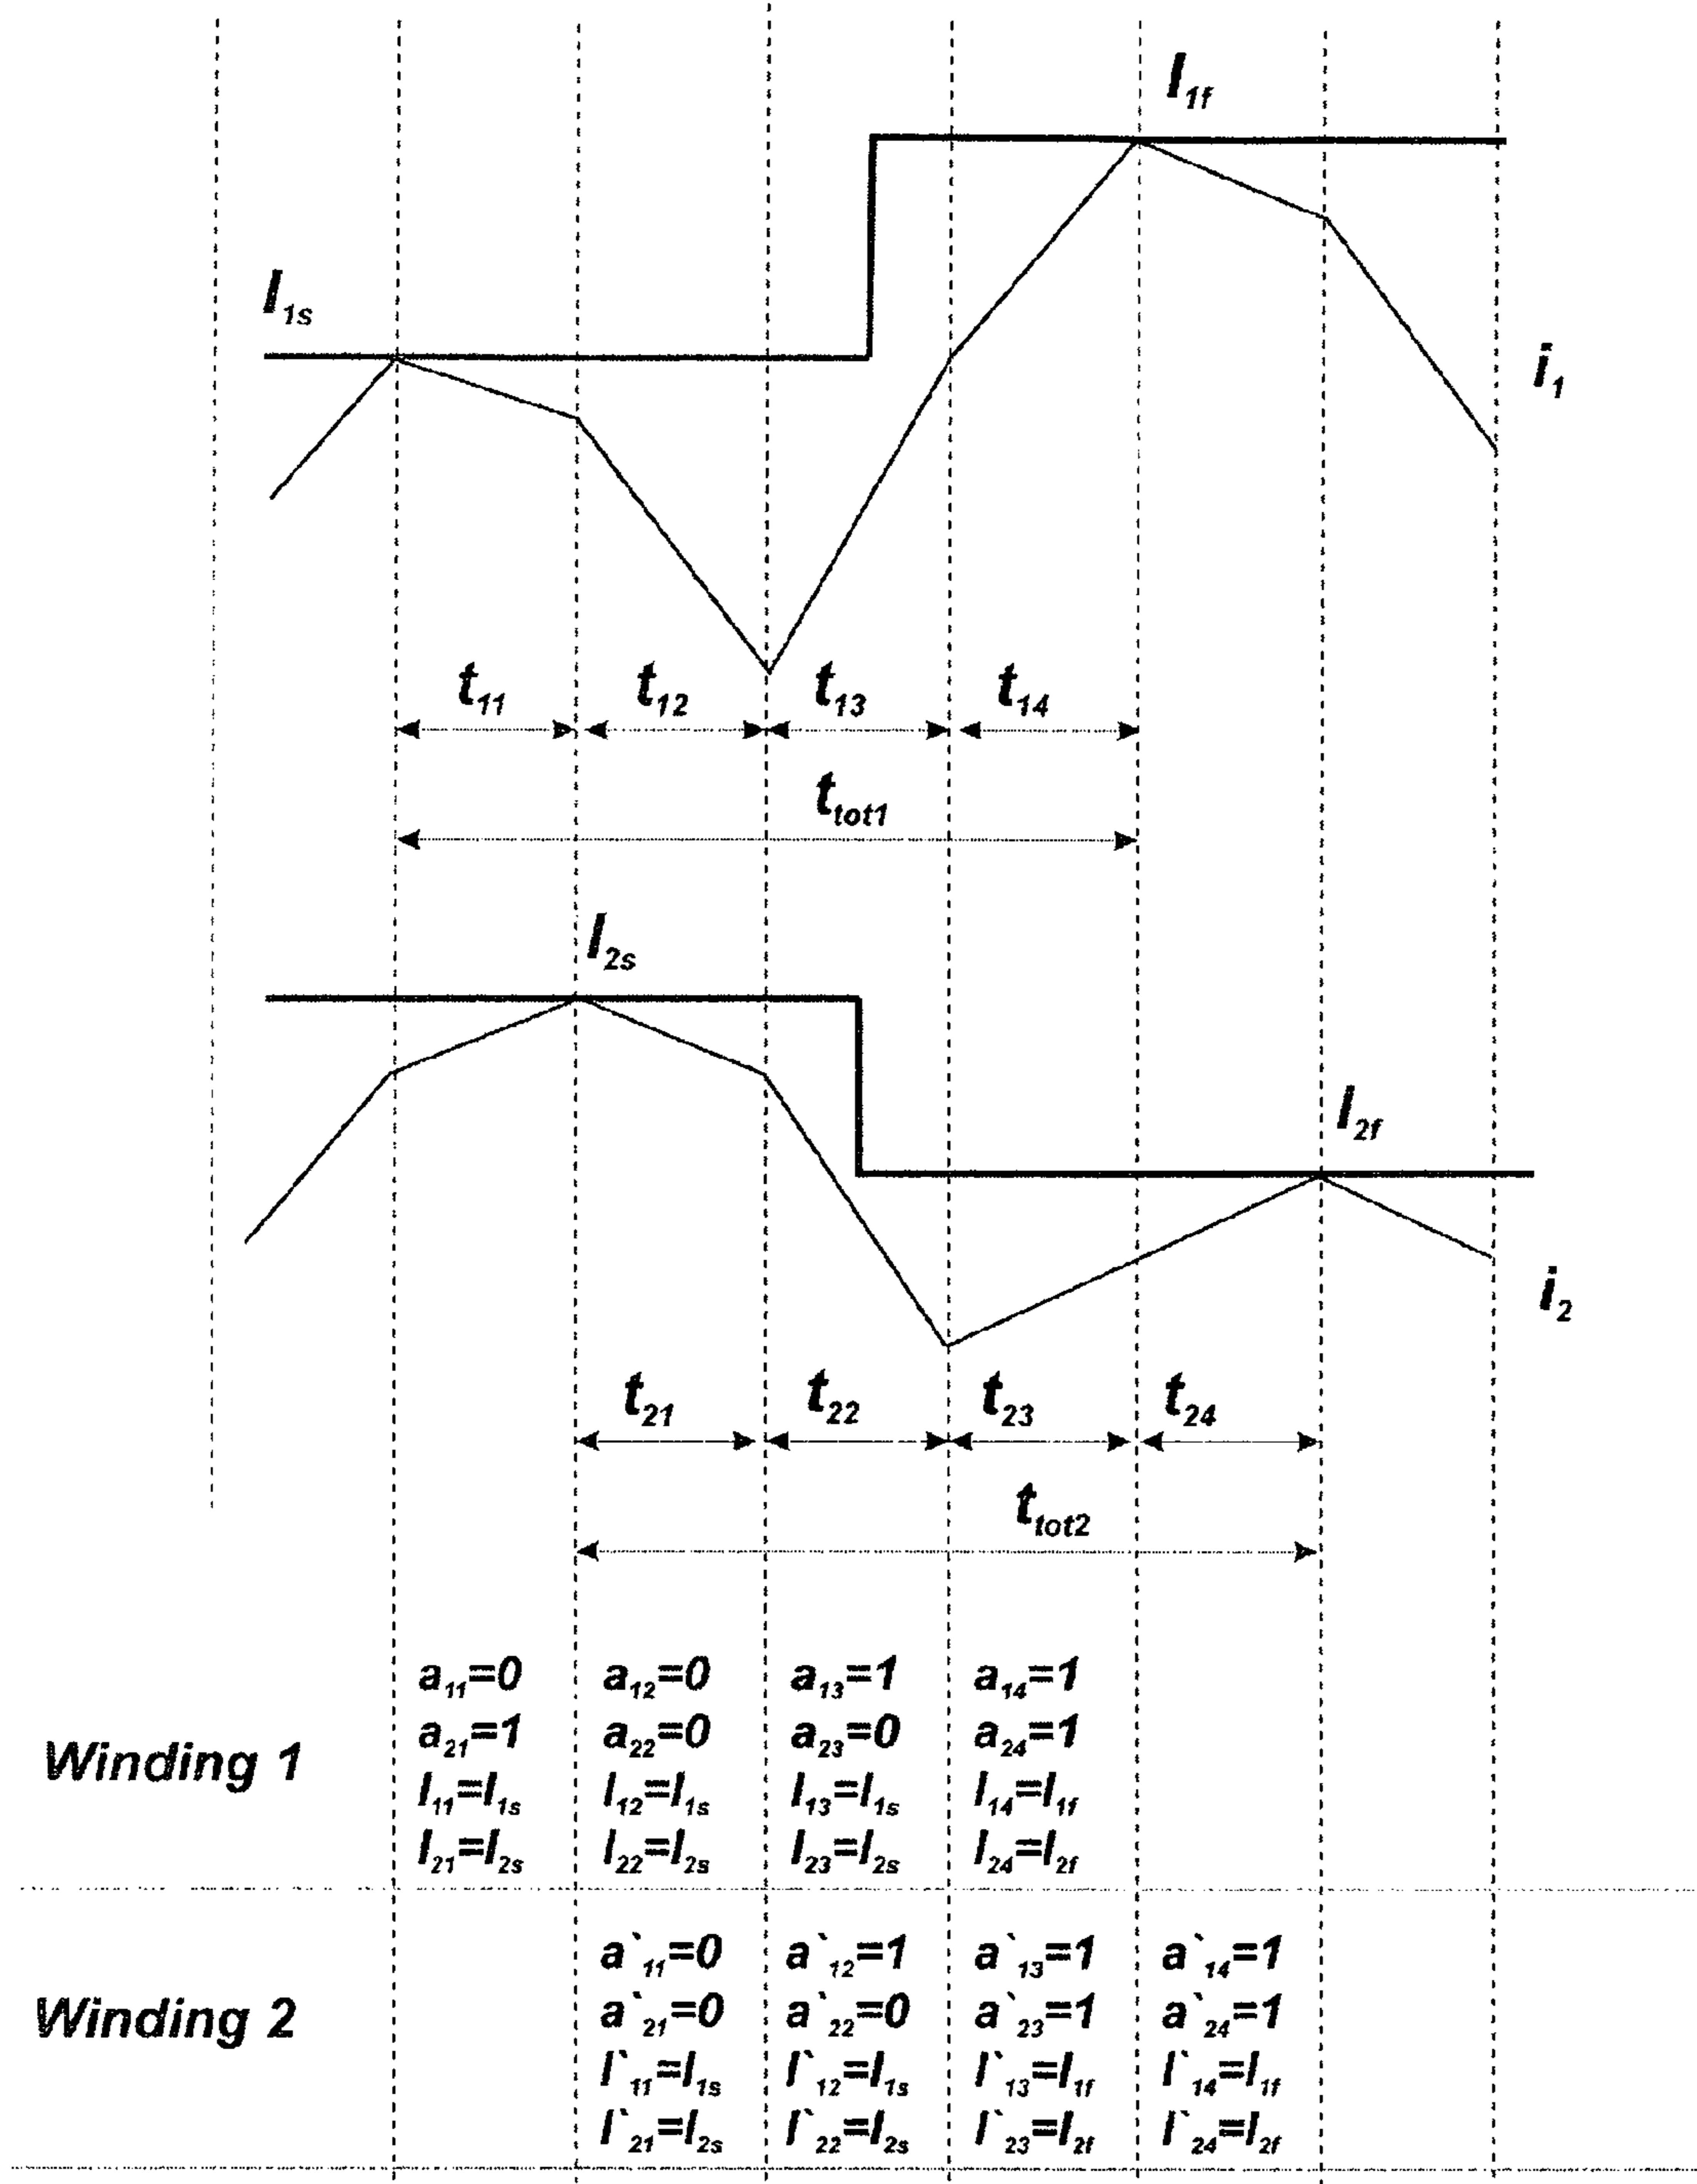 I1f
I1s
i1
t11 t12 t13 t14
ttot1
I2s
I2f
i2
t21 t22 t23 t24
ttot2
a11=0 a12=0 a13=1 a14=1
a21=1 a22=0 a23=0 a24=1
Winding 1
I11=I1s I12=I1s I13=I1s I14=I1f
I21=I2s I22=I2s I23=I2s I24=I2f
a`11=0 a`12=1 a`13=1 a`14=1
Winding 2
a`21=0 a`22=0 a`23=1 a`24=1
I`11=I1s I`12=I1s I`13=I1f I`14=I1f
I`21=I2s I`22=I2s I`23=I2f I`24=I2f